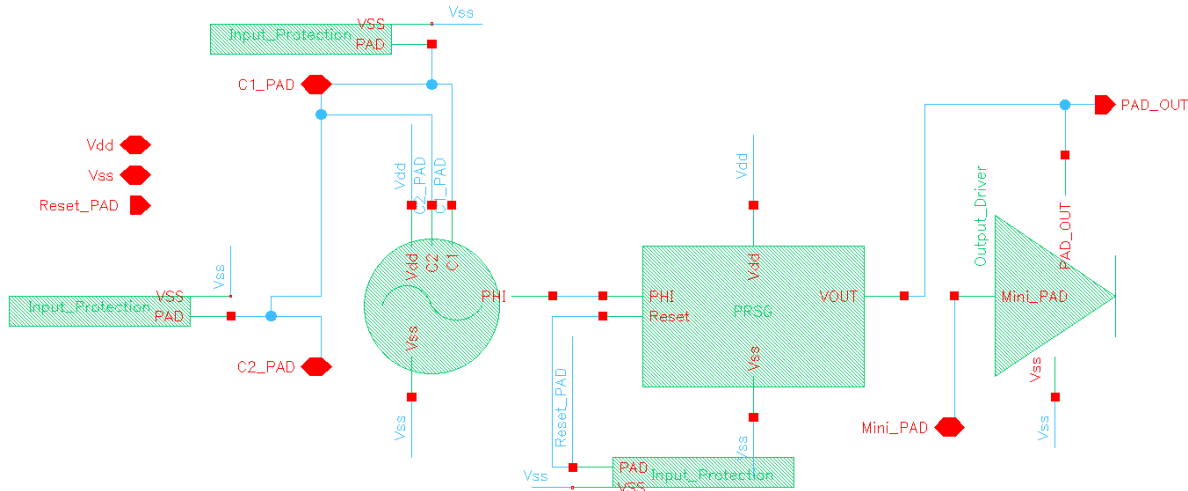 VSS
Vss
Input_Protection
PAD
C1_PAD
PAD_OUT
Vdd
Vss
Reset_PAD
Vdd
C2_PAD
C1_PAD
Vdd
Output_Driver
PAD_OUT
Vdd
C2
C1
Vdd
Vss
VSS
Input_Protection
PAD
PHI
PHI
VOUT
Mini_PAD
Reset
PRSG
Vss
Vss
Vss
C2_PAD
Reset_PAD
Mini_PAD
Vss
Vss
Vss
PAD
Input_Protection
Vss
VSS